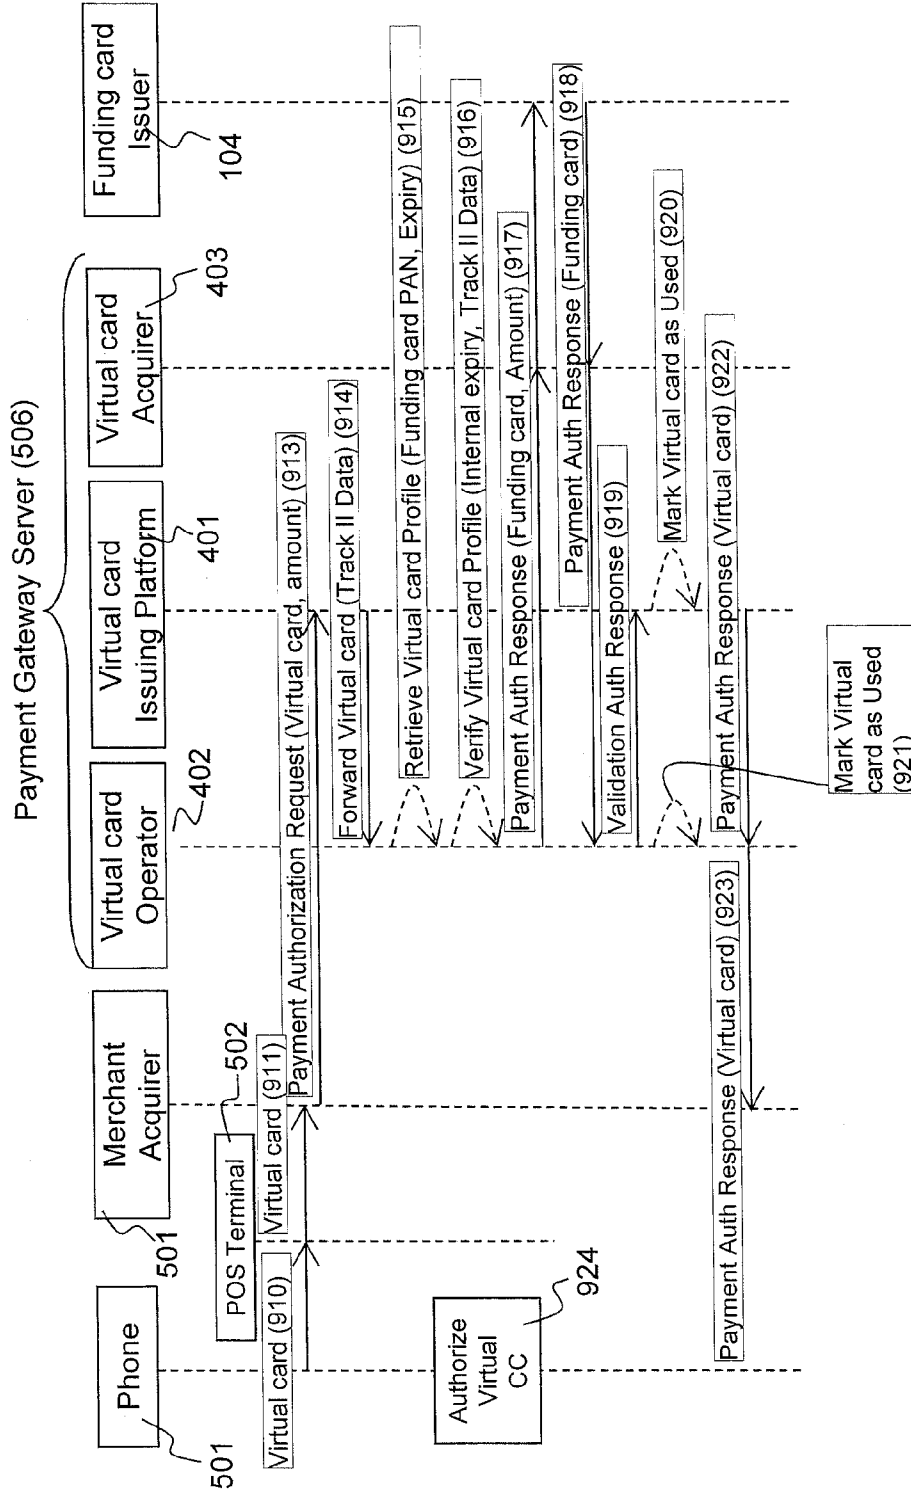 Payment Gateway Server (506)
Phone
501
Merchant
Acquirer
501
Virtual card
Operator
402
Virtual card
Issuing Platform
401
Virtual card
Acquirer
403
Funding card
Issuer
104
POS Terminal
502
Virtual card (910)
Virtual card (911)
Payment Authorization Request (Virtual card, amount) (913)
Forward Virtual card (Track II Data) (914)
Retrieve Virtual card Profile (Funding card PAN, Expiry) (915)
Verify Virtual card Profile (Internal expiry, Track II Data) (916)
Payment Auth Response (Funding card, Amount) (917)
Payment Auth Response (Funding card) (918)
Validation Auth Response (919)
Mark Virtual card as Used (920)
Mark Virtual
card as Used
(921)
Payment Auth Response (Virtual card) (922)
Payment Auth Response (Virtual card) (923)
Authorize
Virtual
CC
924